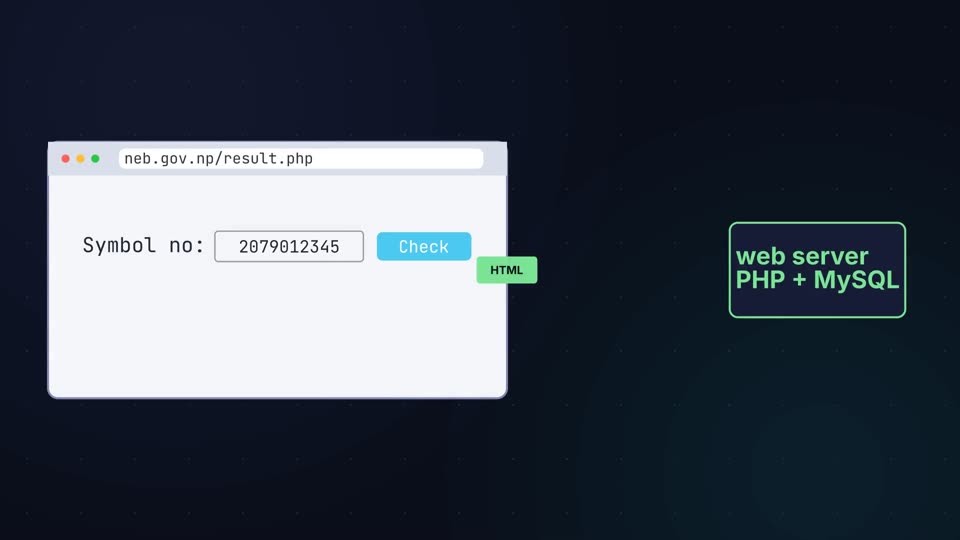 neb.gov.np/result.php
Symbol no: 2079012345 Check
HTML
web server
PHP + MySQL